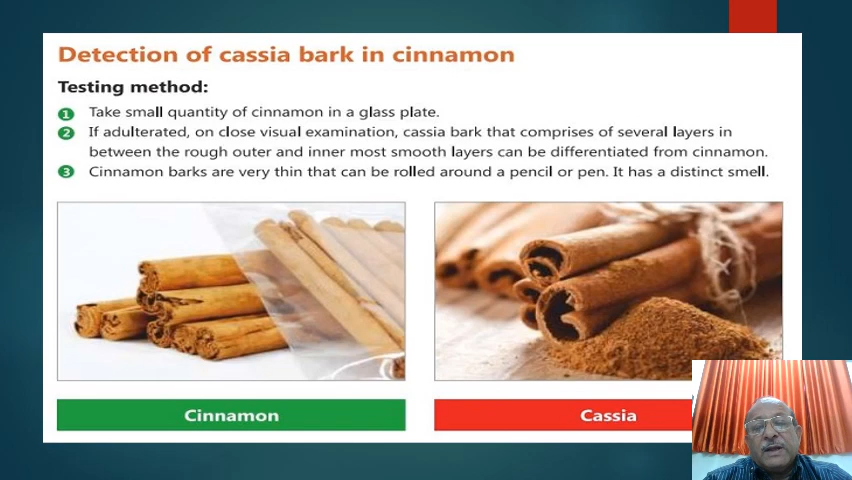 Detection of cassia bark in cinnamon
Testing method:
1 Take small quantity of cinnamon in a glass plate.
2 If adulterated, on close visual examination, cassia bark that comprises of several layers in
between the rough outer and inner most smooth layers can be differentiated from cinnamon.
3 Cinnamon barks are very thin that can be rolled around a pencil or pen. It has a distinct smell.
Cinnamon
Cassia